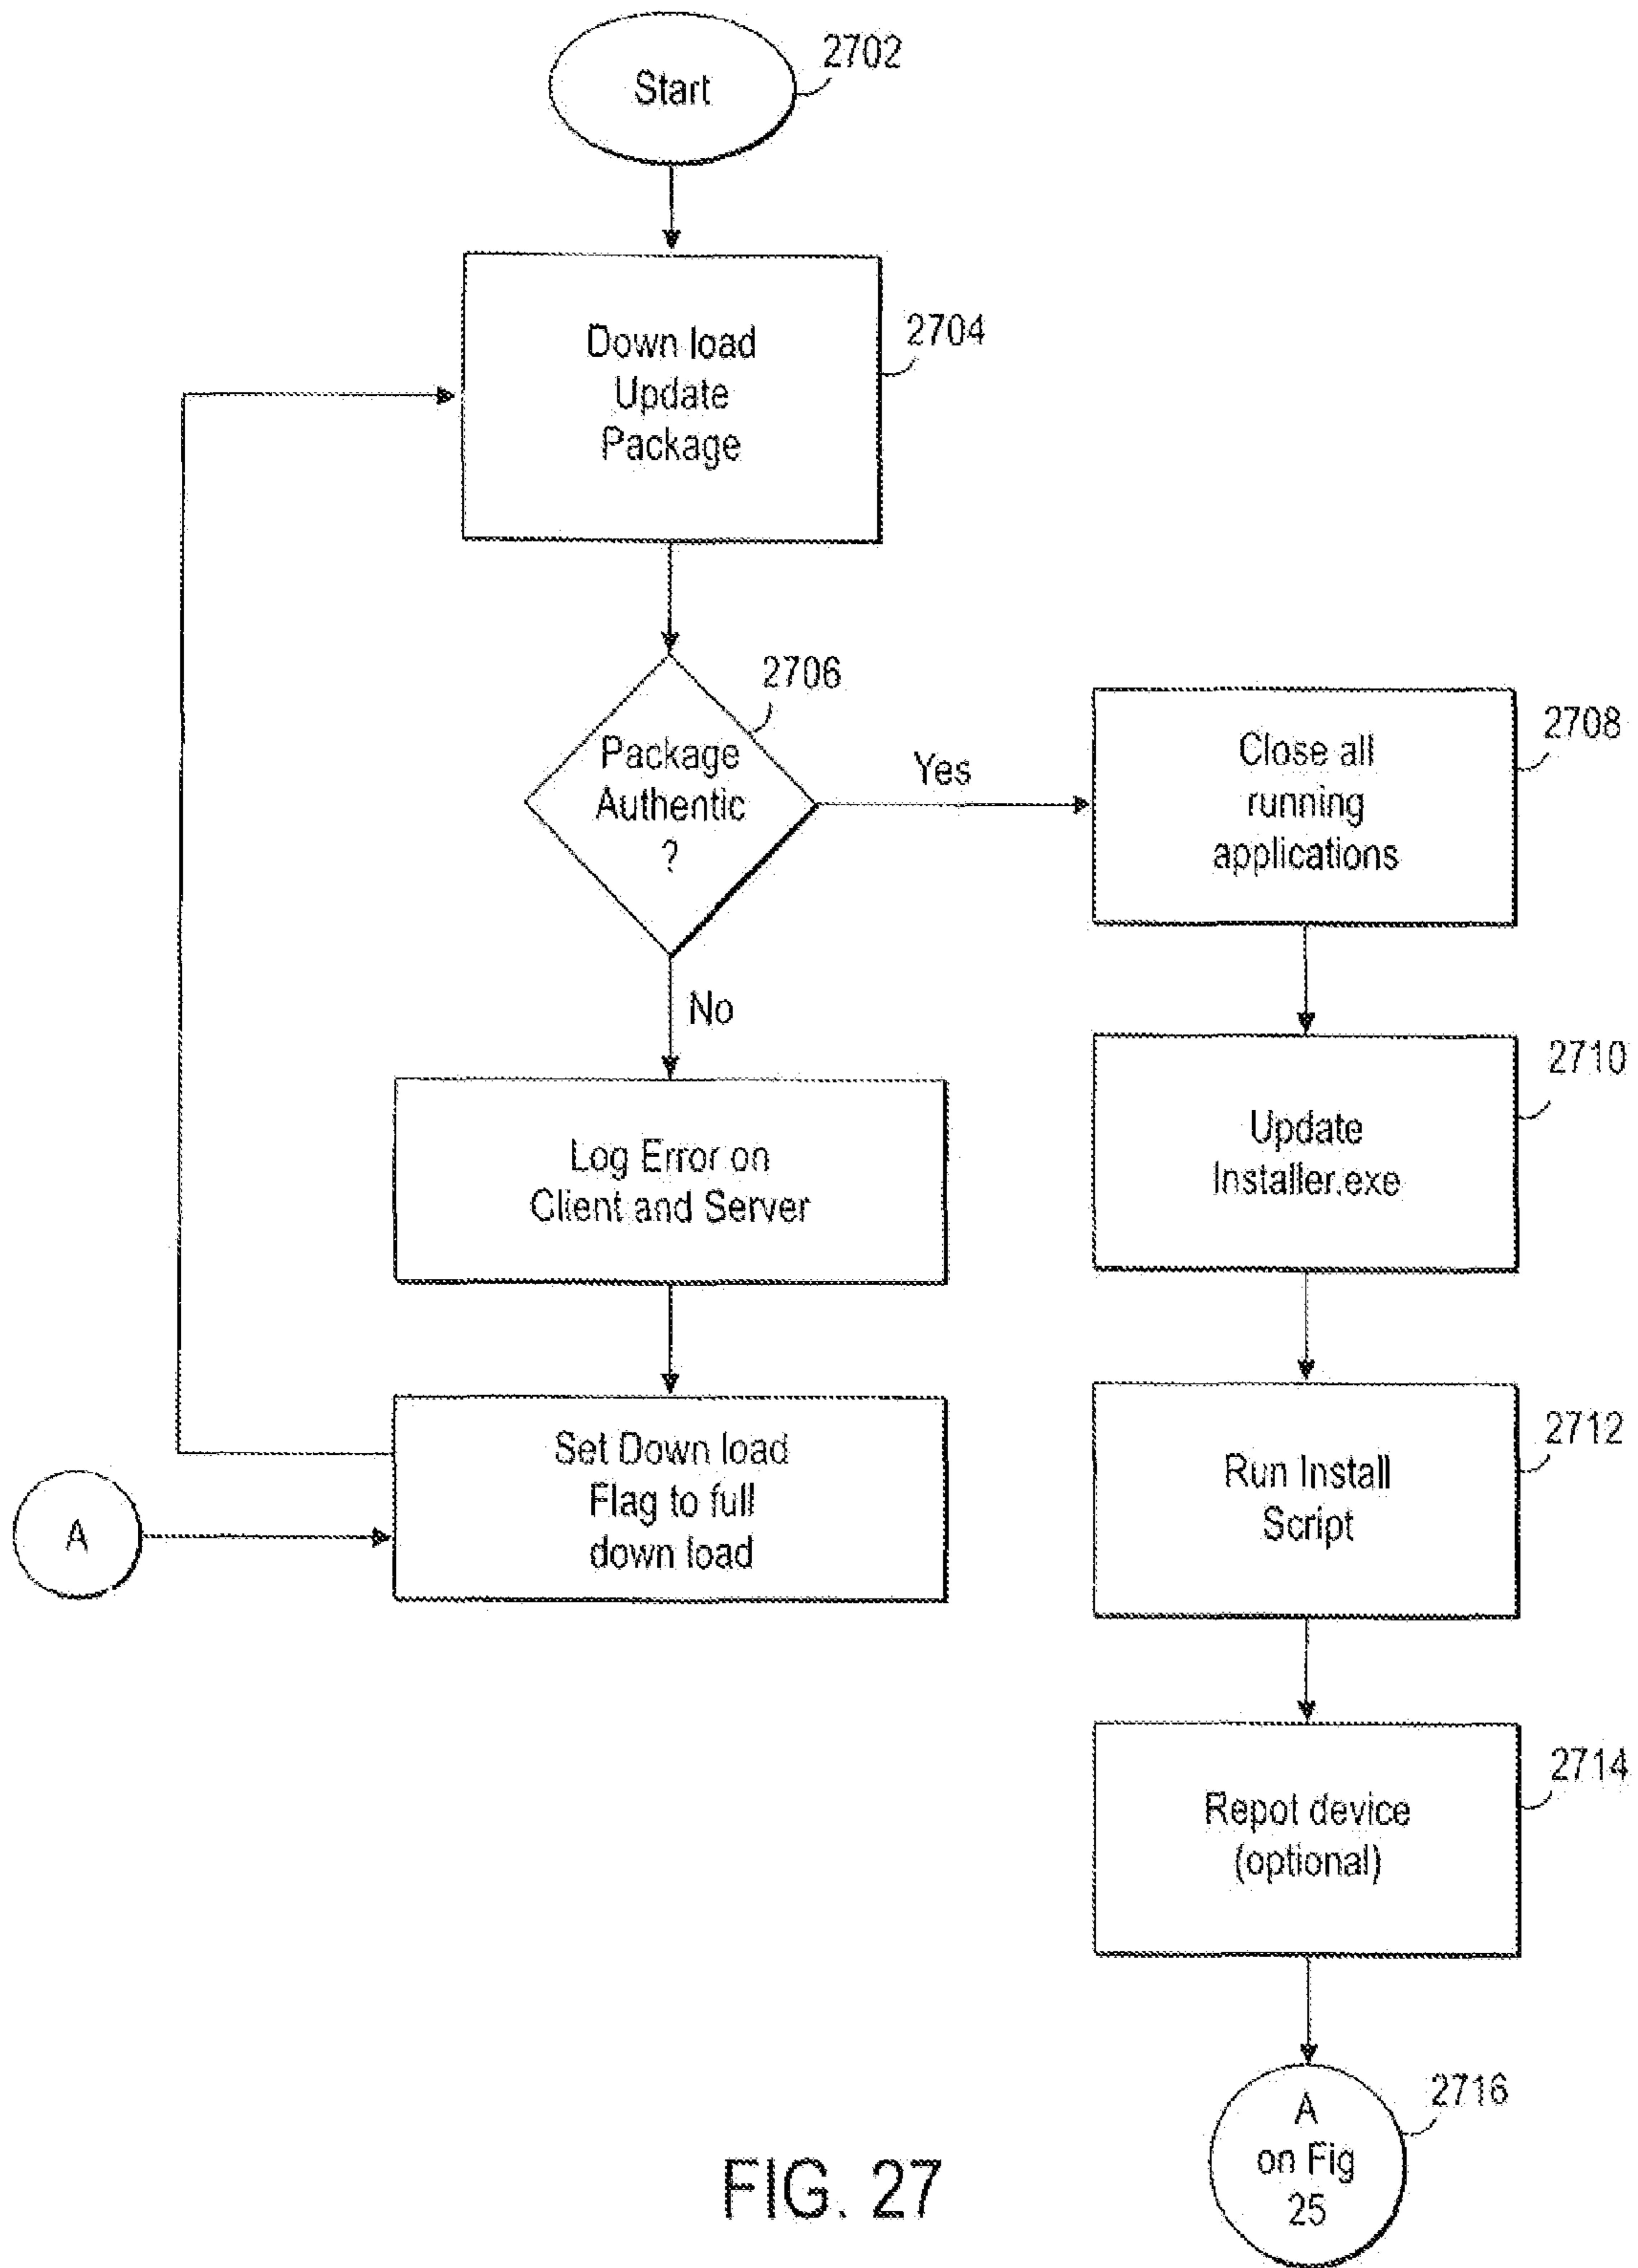 2702
Start
2704
Down load
Update
Package
2706
Package
Authentic
?
Yes
2708
Close all
running
applications
No
2710
Update
Installer.exe
Log Error on
Client and Server
2712
Run Install
Script
Set Down load
Flag to full
down load
A
2714
Repot device
(optional)
2716
A
on Fig
25
FIG. 27